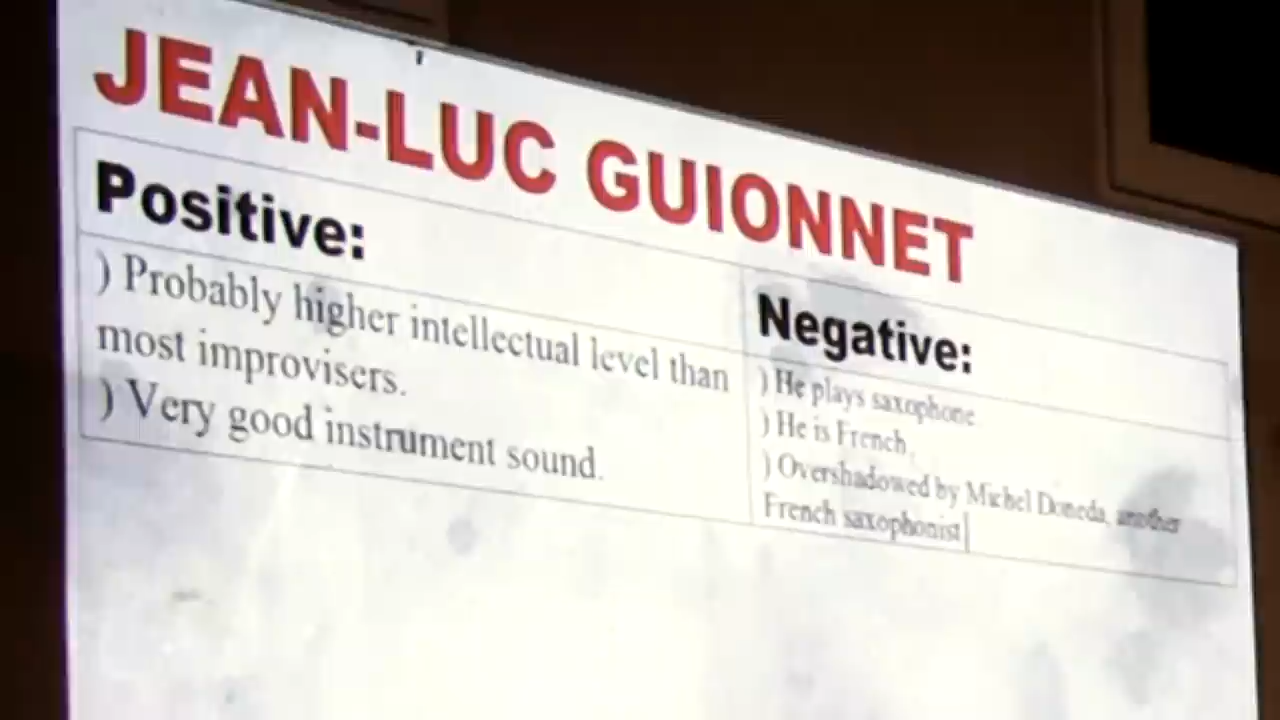 JEAN-LUC GUIONNET
Positive:
) Probably higher intellectual level than
most improvisers.
) Very good instrument sound.
Negative:
) He plays saxophone
) He is French,
) Overshadowed by Michel Doneda, another
French saxophonist